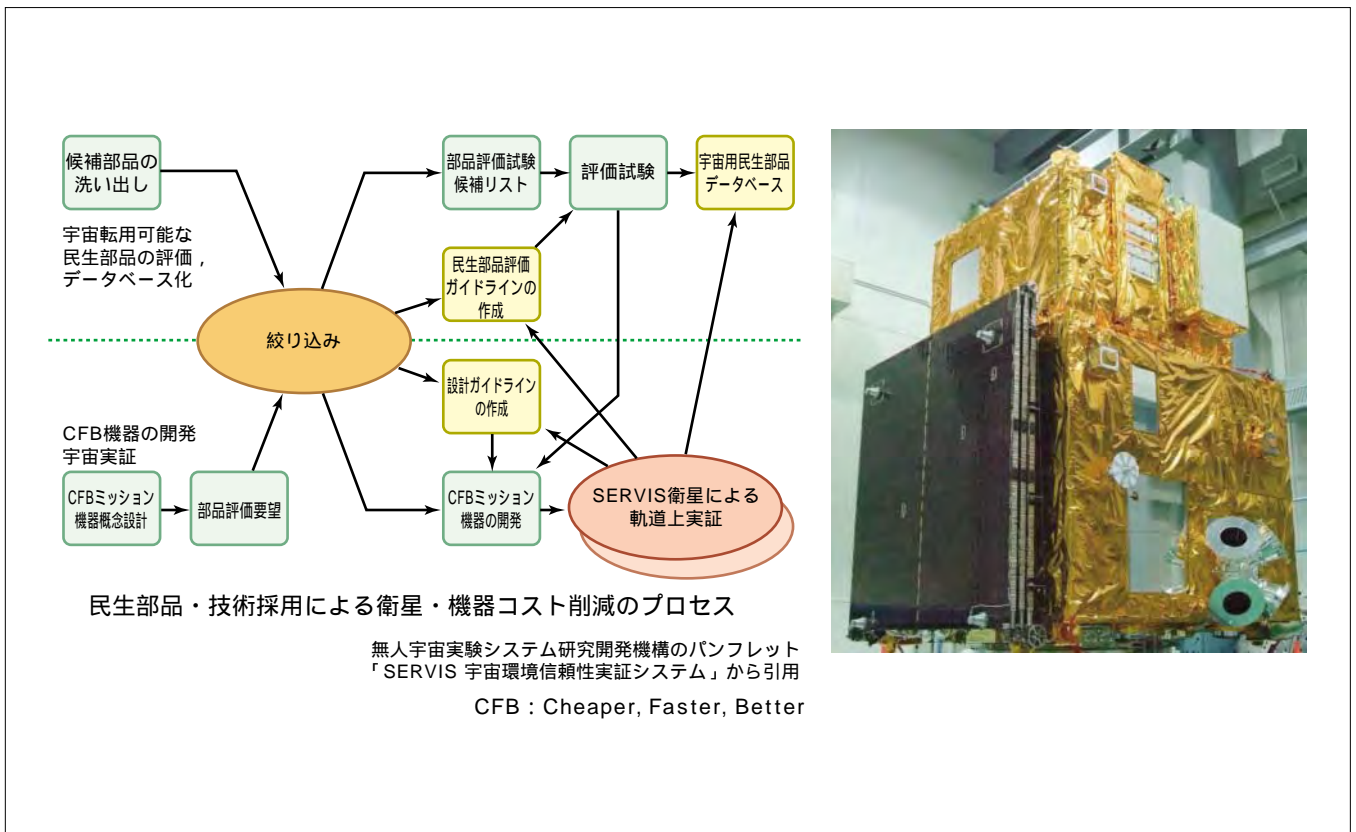 候補部品の
洗い出し
部品評価試験
候補リスト
評価試験
宇宙用民生部品
データベース
宇宙転用可能な
民生部品の評価，
データベース化
民生部品評価
ガイドラインの
作成
絞り込み
設計ガイドライン
の作成
CFB機器の開発
宇宙実証
CFBミッション
機器概念設計
部品評価要望
CFBミッション
機器の開発
SERVIS衛星による
軌道上実証
民生部品・技術採用による衛星・機器コスト削減のプロセス
無人宇宙実験システム研究開発機構のパンフレット
「SERVIS 宇宙環境信頼性実証システム」から引用
CFB：Cheaper, Faster, Better